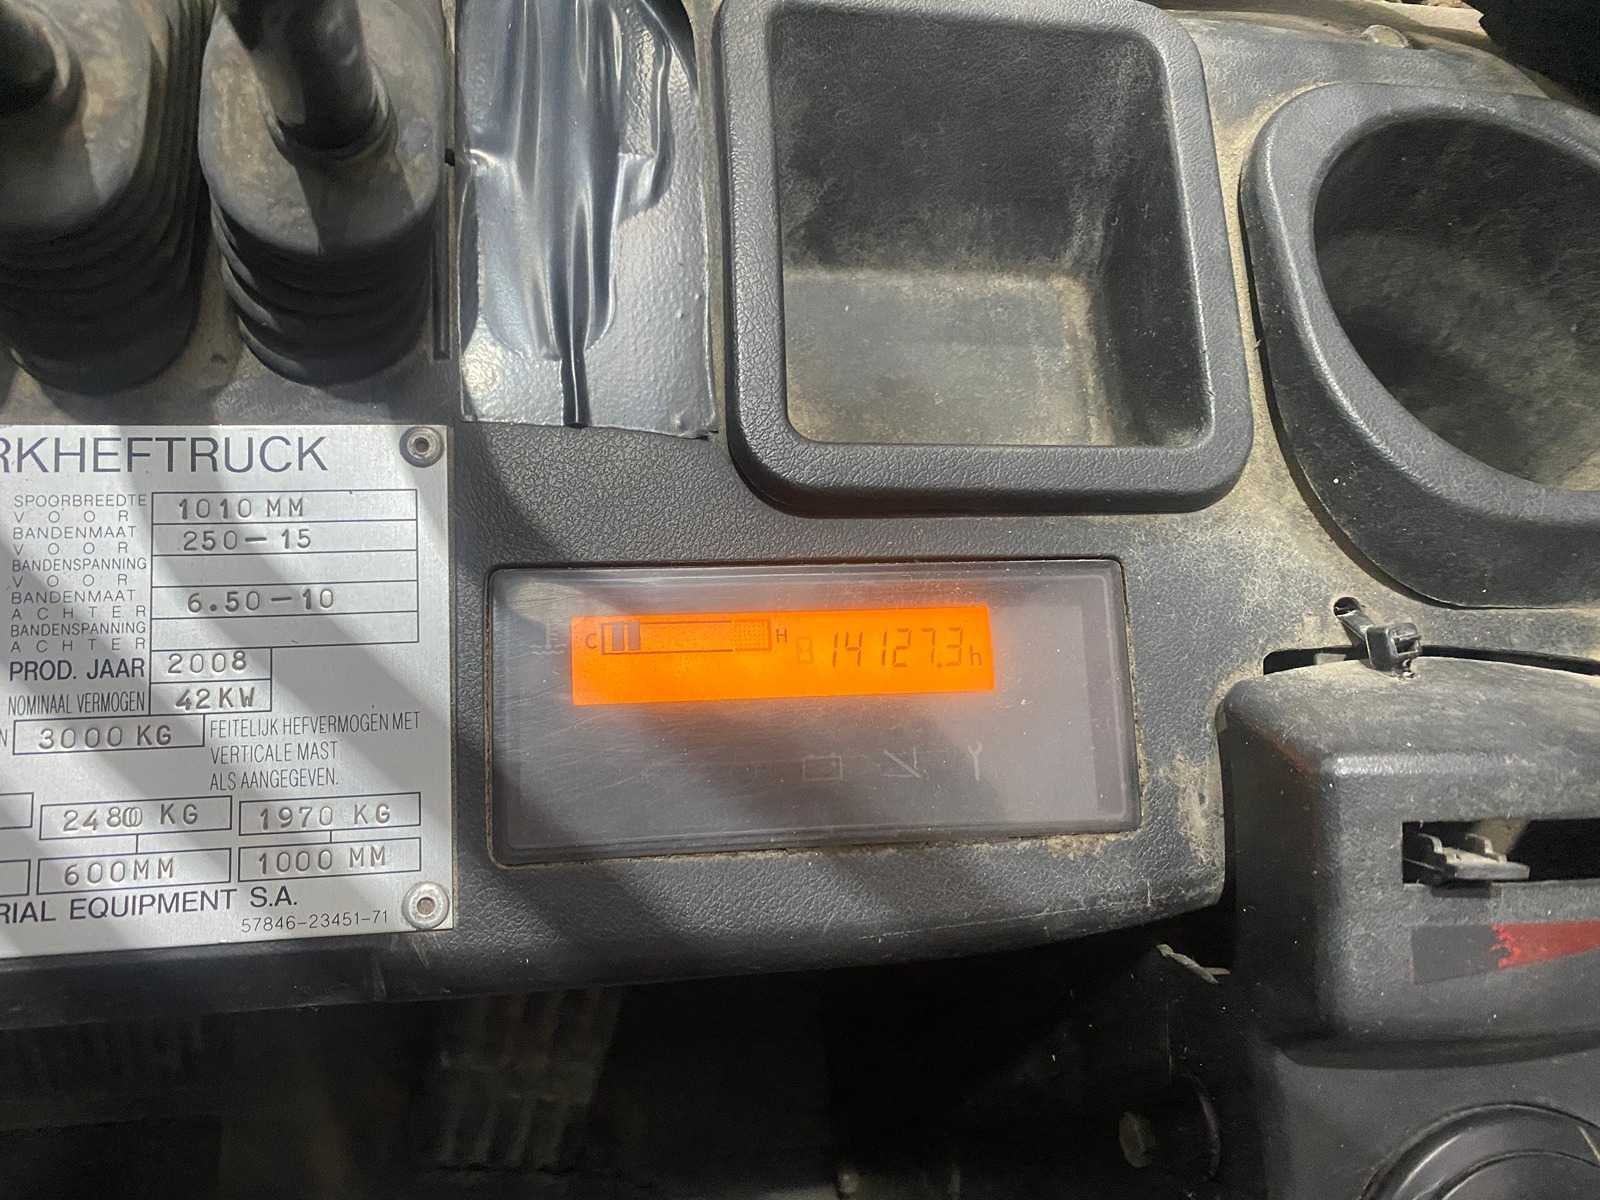 RKHEFTRUCK
SPOORBREEDTE
VOOR
1010 MM
BANDENMAAT
VOOR
250-15
BANDENSPANNING
VOOR
BANDENMAAT
ACHTER
6.50-10
BANDENSPANNING
ACHTER
PROD. JAAR 2008
NOMINAAL VERMOGEN 42KW
N 3000 KG
FEITELIJK HEFVERMOGEN MET
VERTICALE MAST
ALS AANGEGEVEN.
2480 KG 1970 KG
600MM 1000 MM
RIAL EQUIPMENT S.A.
57846-23451-71
C H 14127.3h